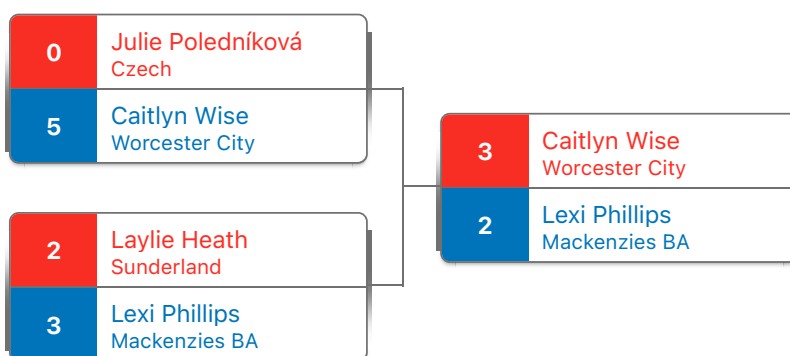 0
Julie Poledníková
Czech
5
Caitlyn Wise
Worcester City
2
Laylie Heath
Sunderland
3
Lexi Phillips
Mackenzies BA
3
Caitlyn Wise
Worcester City
2
Lexi Phillips
Mackenzies BA